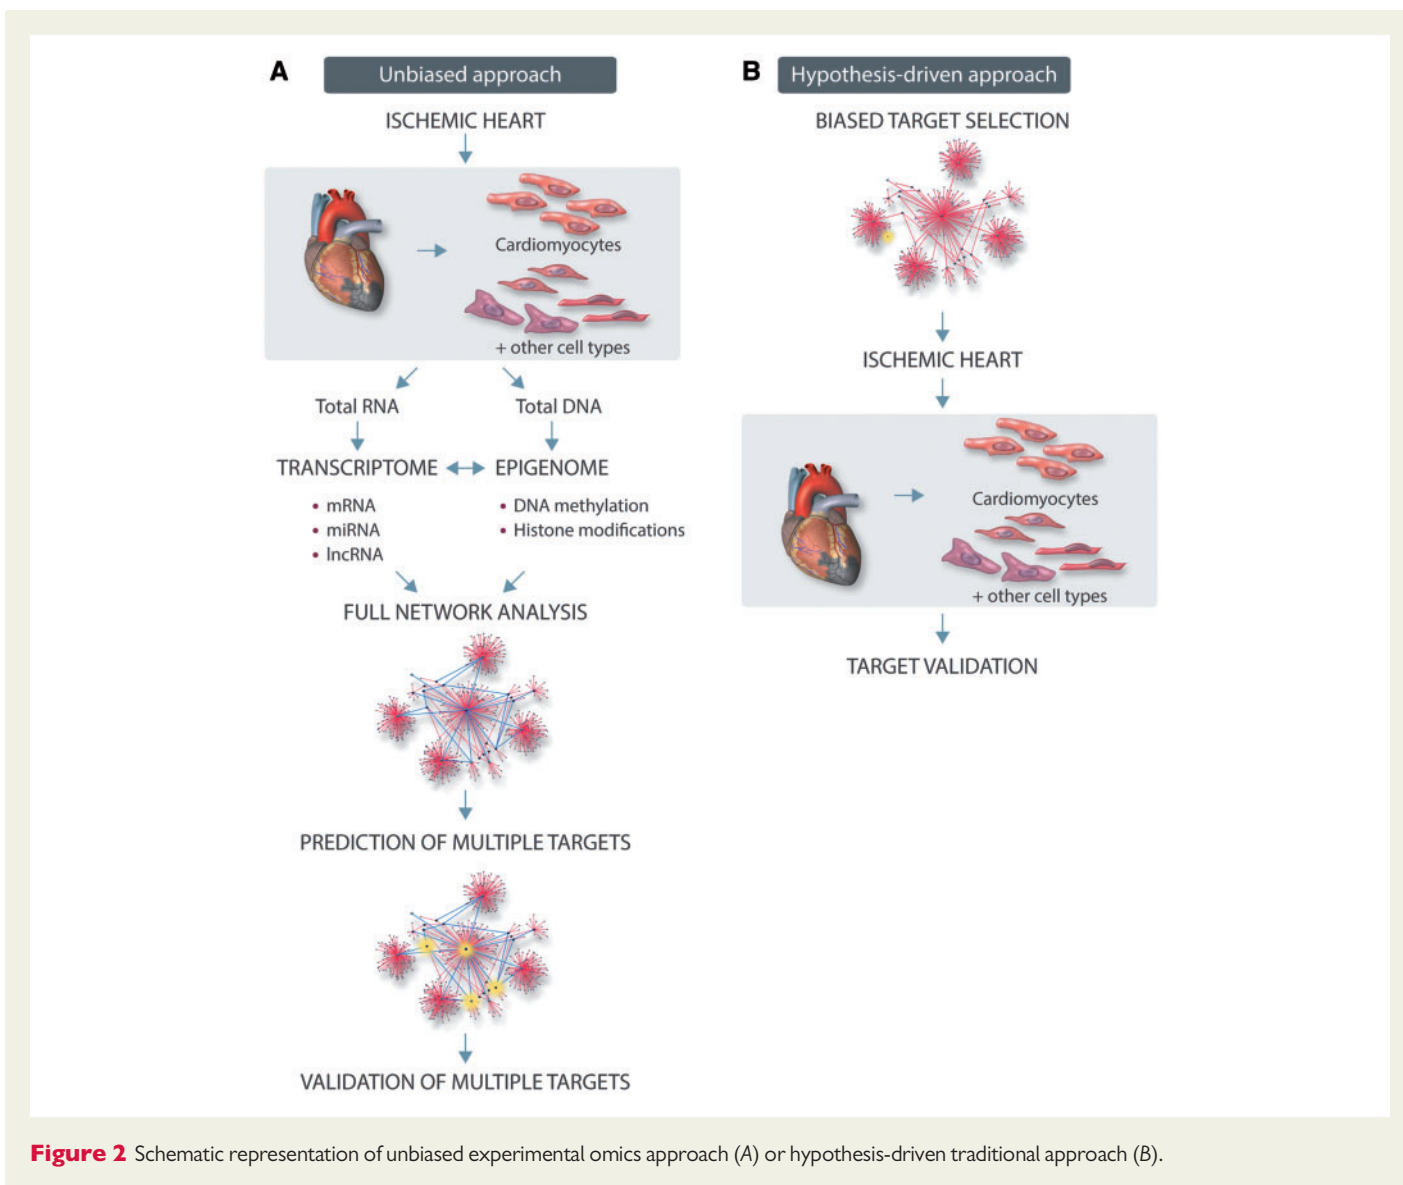 A
Unbiased approach
ISCHEMIC HEART
Cardiomyocytes
+ other cell types
Total RNA
Total DNA
TRANSCRIPTOME
EPIGENOME
• mRNA
• miRNA
• lncRNA
• DNA methylation
• Histone modifications
FULL NETWORK ANALYSIS
PREDICTION OF MULTIPLE TARGETS
VALIDATION OF MULTIPLE TARGETS
B
Hypothesis-driven approach
BIASED TARGET SELECTION
ISCHEMIC HEART
Cardiomyocytes
+ other cell types
TARGET VALIDATION
Figure 2 Schematic representation of unbiased experimental omics approach (A) or hypothesis-driven traditional approach (B).